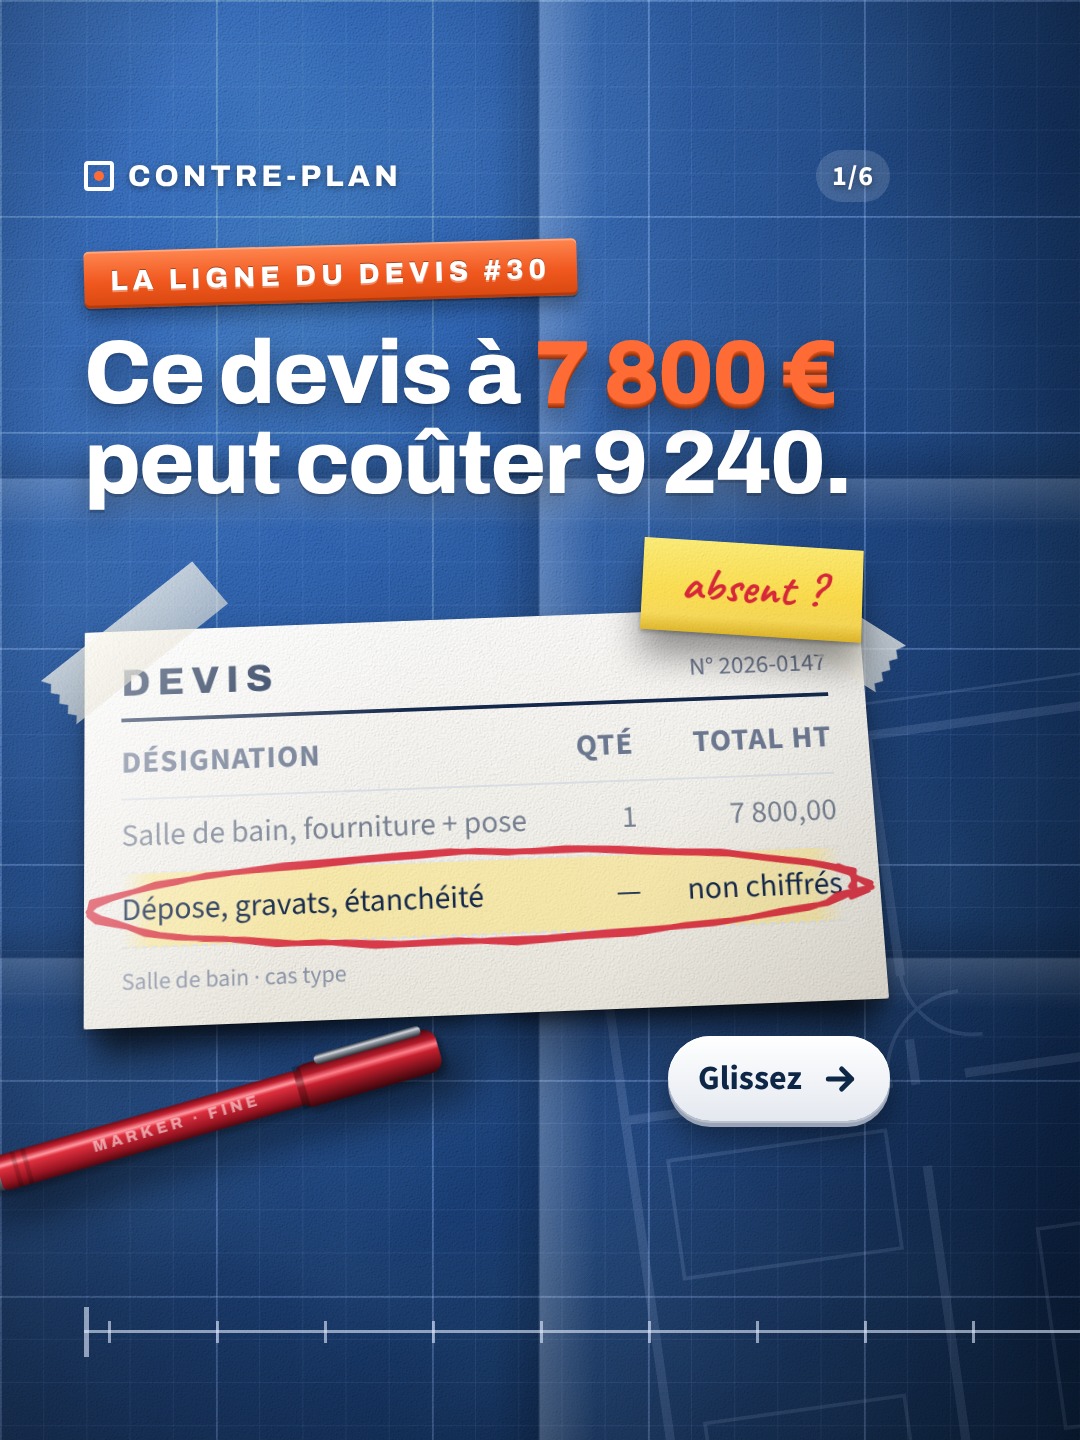 CONTRE-PLAN
1/6
LA LIGNE DU DEVIS #30
Ce devis à 7 800 €
peut coûter 9 240.
absent ?
DEVIS
N° 2026-0147
DÉSIGNATION QTÉ TOTAL HT
Salle de bain, fourniture + pose 1 7 800,00
Dépose, gravats, étanchéité — non chiffrés
Salle de bain · cas type
Glissez →
MARKER · FINE